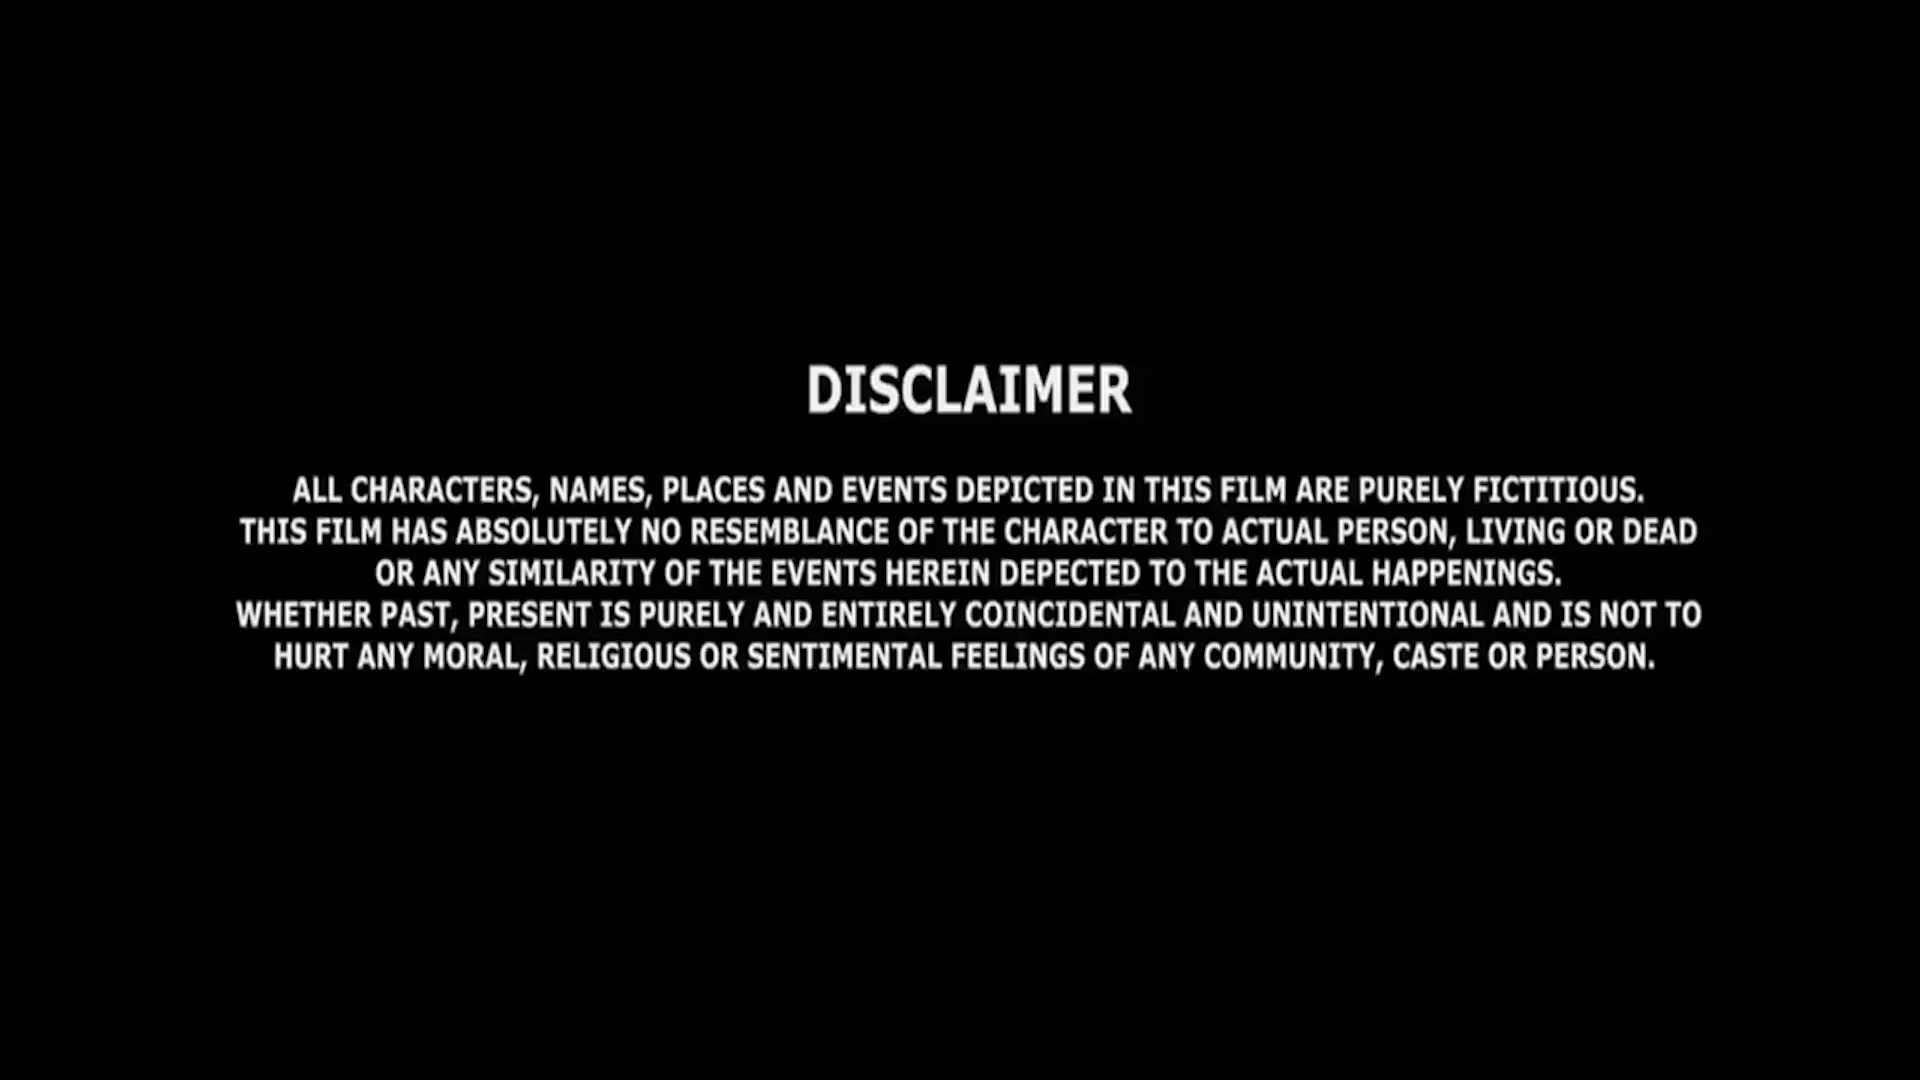 DISCLAIMER
ALL CHARACTERS, NAMES, PLACES AND EVENTS DEPICTED IN THIS FILM ARE PURELY FICTITIOUS.
THIS FILM HAS ABSOLUTELY NO RESEMBLANCE OF THE CHARACTER TO ACTUAL PERSON, LIVING OR DEAD
OR ANY SIMILARITY OF THE EVENTS HEREIN DEPECTED TO THE ACTUAL HAPPENINGS.
WHETHER PAST, PRESENT IS PURELY AND ENTIRELY COINCIDENTAL AND UNINTENTIONAL AND IS NOT TO
HURT ANY MORAL, RELIGIOUS OR SENTIMENTAL FEELINGS OF ANY COMMUNITY, CASTE OR PERSON.